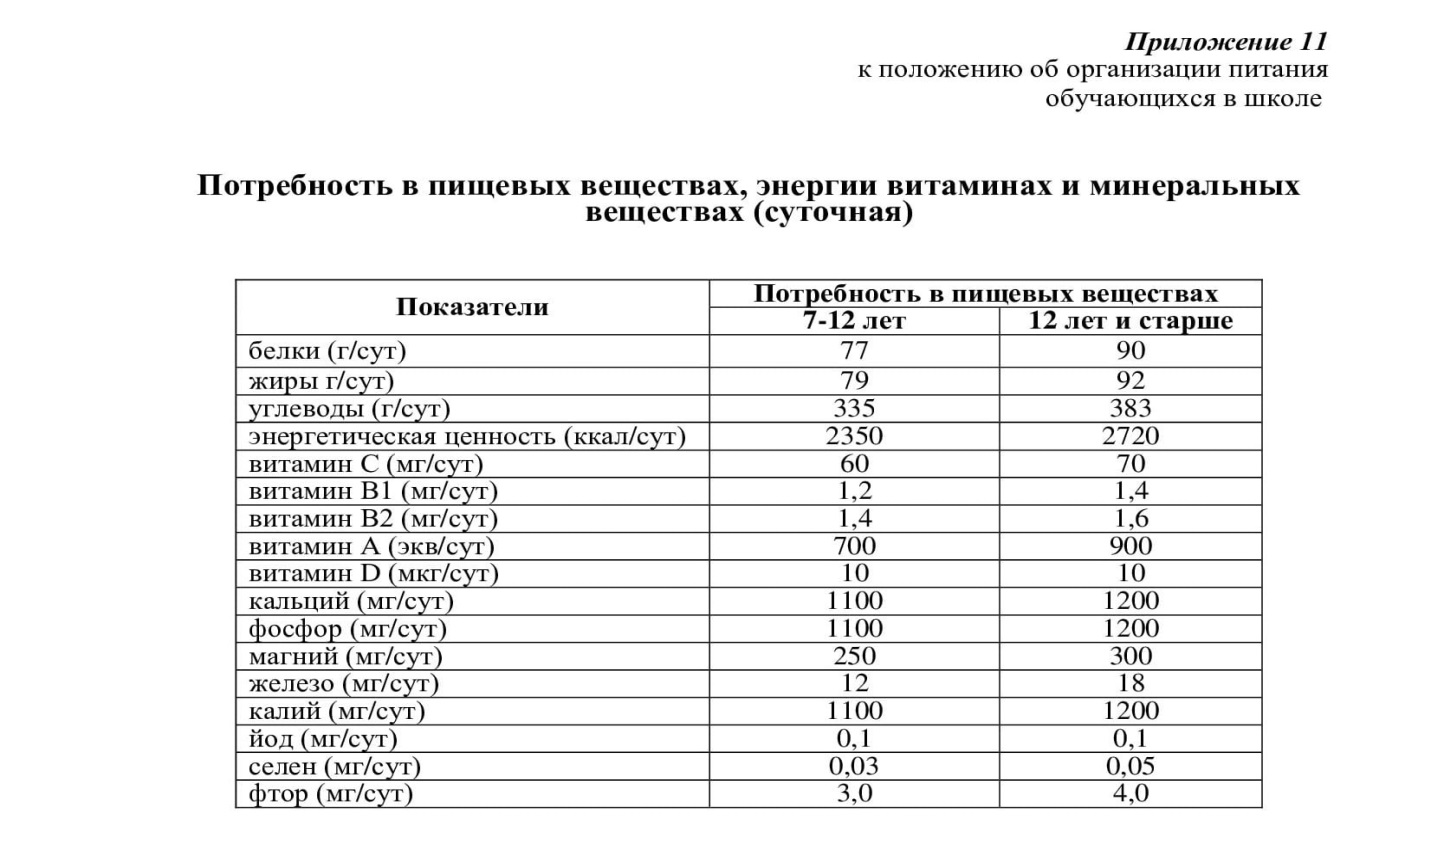 Приложение 11
к положению об организации питания
обучающихся в школе
Потребность в пищевых веществах, энергии витаминах и минеральных
веществах (суточная)
Показатели Потребность в пищевых веществах
7-12 лет 12 лет и старше
белки (г/сут) 77 90
жиры г/сут) 79 92
углеводы (г/сут) 335 383
энергетическая ценность (ккал/сут) 2350 2720
витамин С (мг/сут) 60 70
витамин В1 (мг/сут) 1,2 1,4
витамин В2 (мг/сут) 1,4 1,6
витамин А (экв/сут) 700 900
витамин D (мкг/сут) 10 10
кальций (мг/сут) 1100 1200
фосфор (мг/сут) 1100 1200
магний (мг/сут) 250 300
железо (мг/сут) 12 18
калий (мг/сут) 1100 1200
йод (мг/сут) 0,1 0,1
селен (мг/сут) 0,03 0,05
фтор (мг/сут) 3,0 4,0